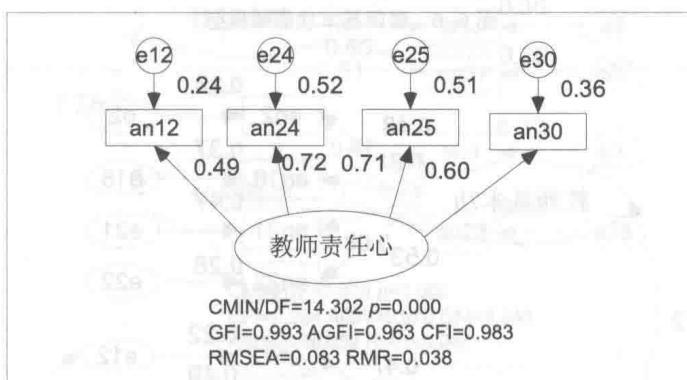 e12 e24 e25 e30
0.24 0.52 0.51 0.36
an12 an24 an25 an30
0.49 0.72 0.71 0.60
教师责任心
CMIN/DF=14.302 p=0.000
GFI=0.993 AGFI=0.963 CFI=0.983
RMSEA=0.083 RMR=0.038